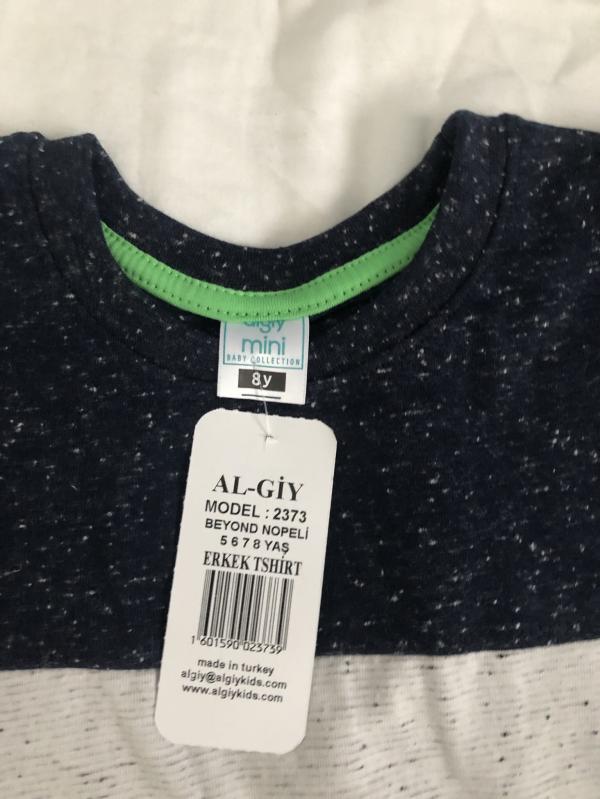 algiy
mini
BABY COLLECTION
8y
AL-GİY
MODEL : 2373
BEYOND NOPELİ
5 6 7 8 YAŞ
ERKEK TSHİRT
1 601590 023739
made in turkey
algiy@algiykids.com
www.algiykids.com